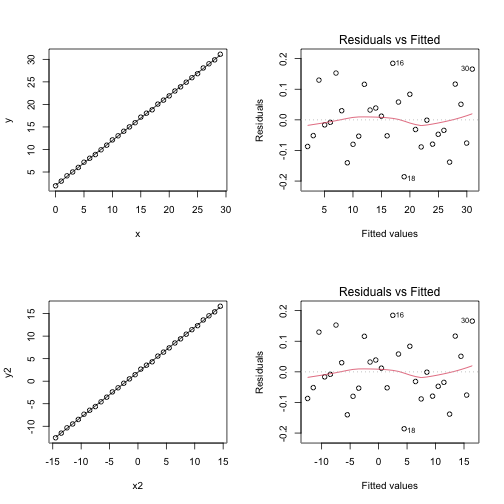 y
5 10 15 20 25 30
0 5 10 15 20 25 30
x
Residuals vs Fitted
Residuals
-0.2 -0.1 0.0 0.1 0.2
16
30
18
5 10 15 20 25 30
Fitted values
y2
-10 -5 0 5 10 15
-15 -10 -5 0 5 10 15
x2
Residuals vs Fitted
Residuals
-0.2 -0.1 0.0 0.1 0.2
16
30
18
-10 -5 0 5 10 15
Fitted values